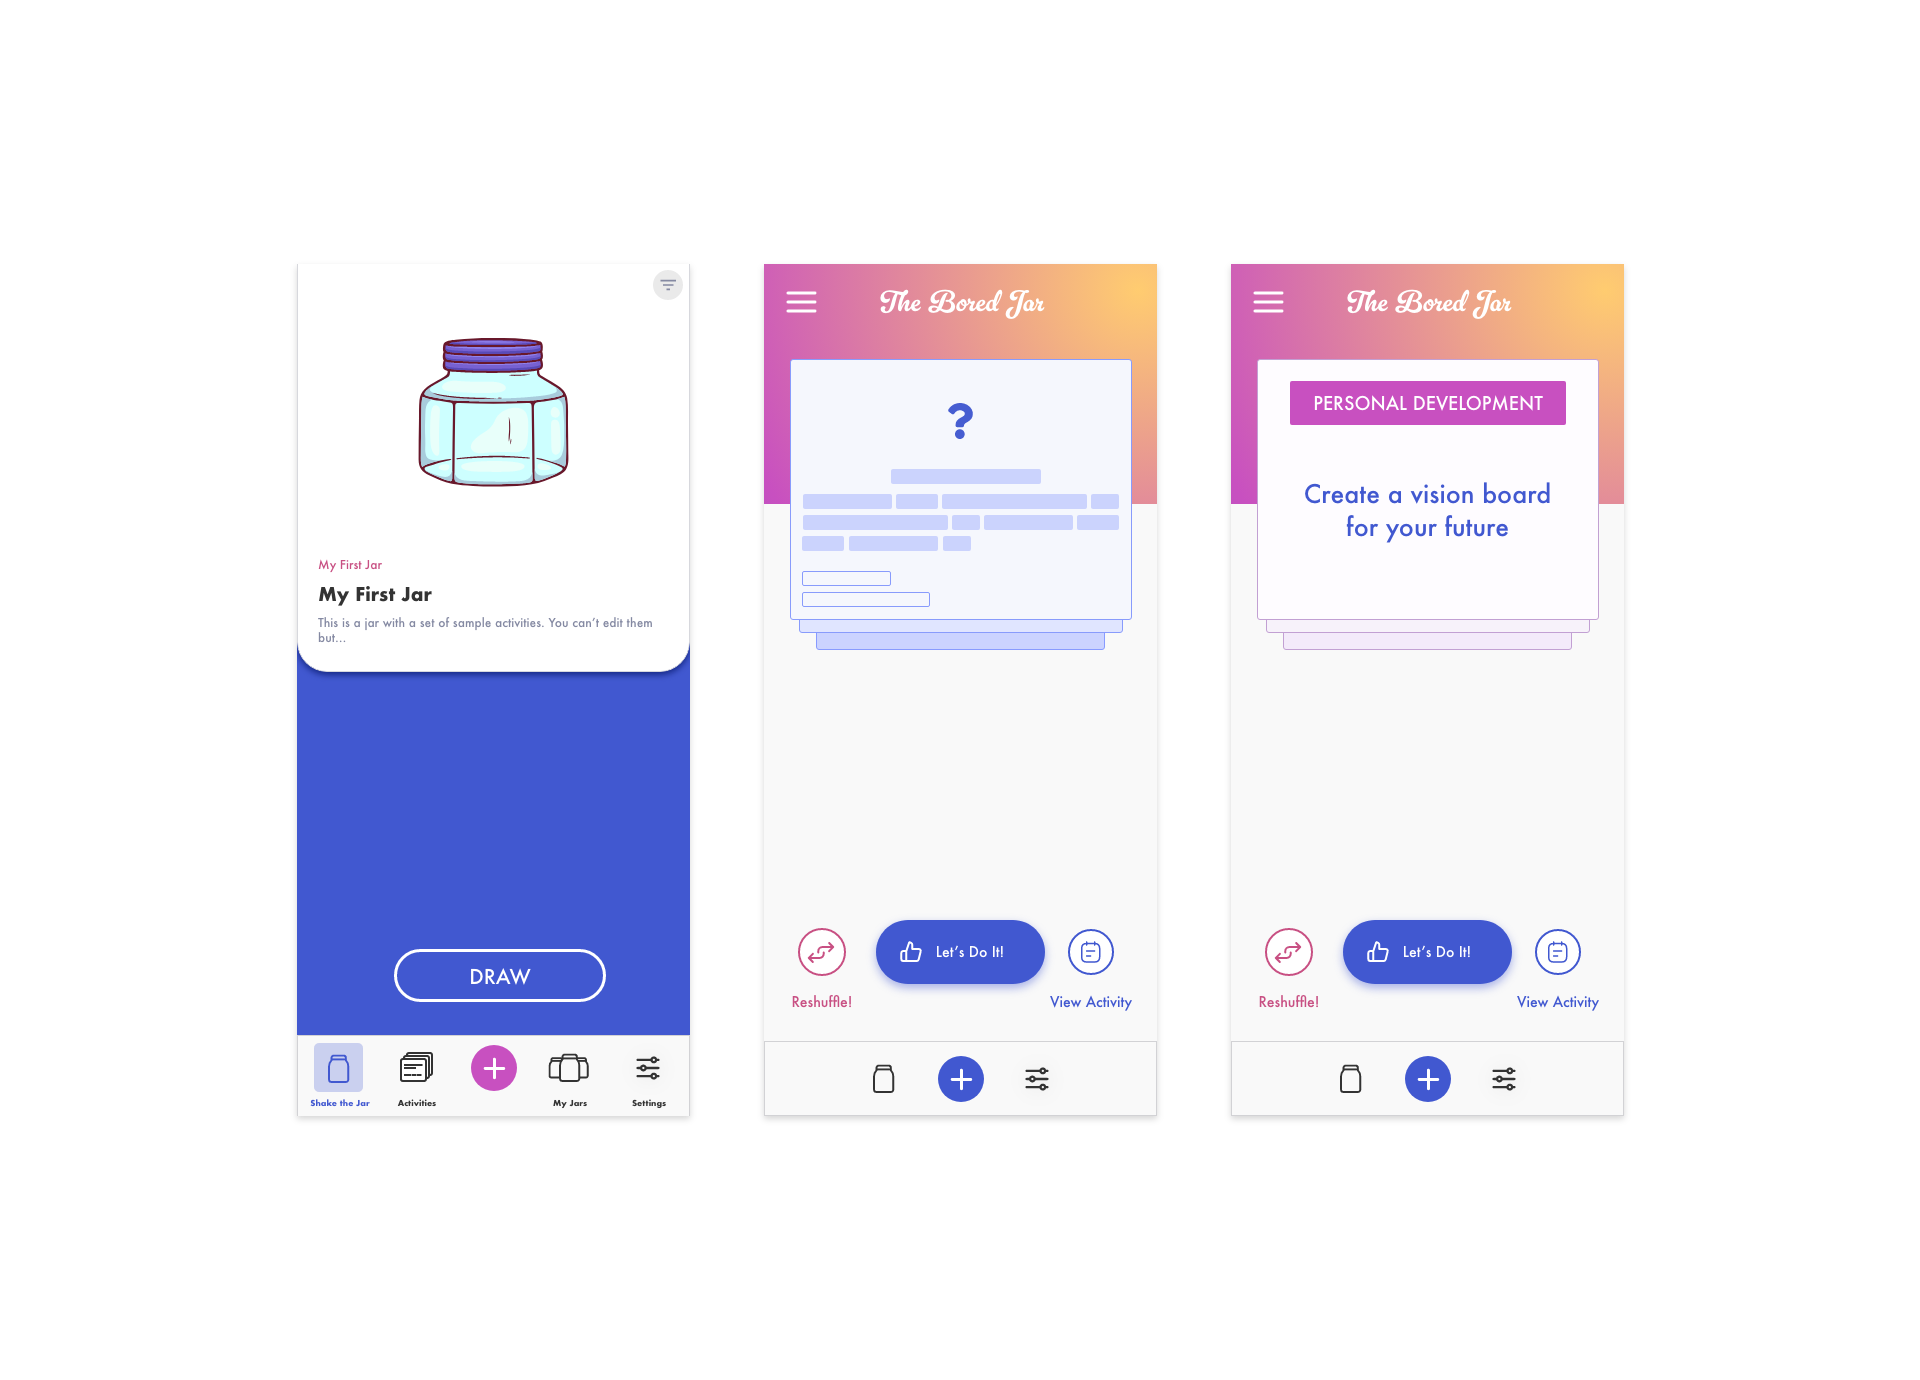 My First Jar
My First Jar
This is a jar with a set of sample activities. You can’t edit them
but...
DRAW
Shake the Jar
Activities
My Jars
Settings
The Bored Jar
?
Let’s Do It!
Reshuffle!
View Activity
The Bored Jar
PERSONAL DEVELOPMENT
Create a vision board
for your future
Let’s Do It!
Reshuffle!
View Activity